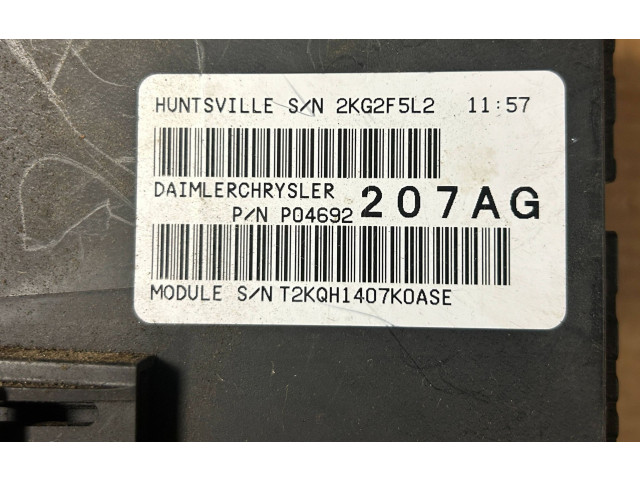 HUNTSVILLE S/N 2KG2F5L2 11:57
DAIMLERCHRYSLER
P/N P04692 207AG
MODULE S/N T2KQH1407K0ASE